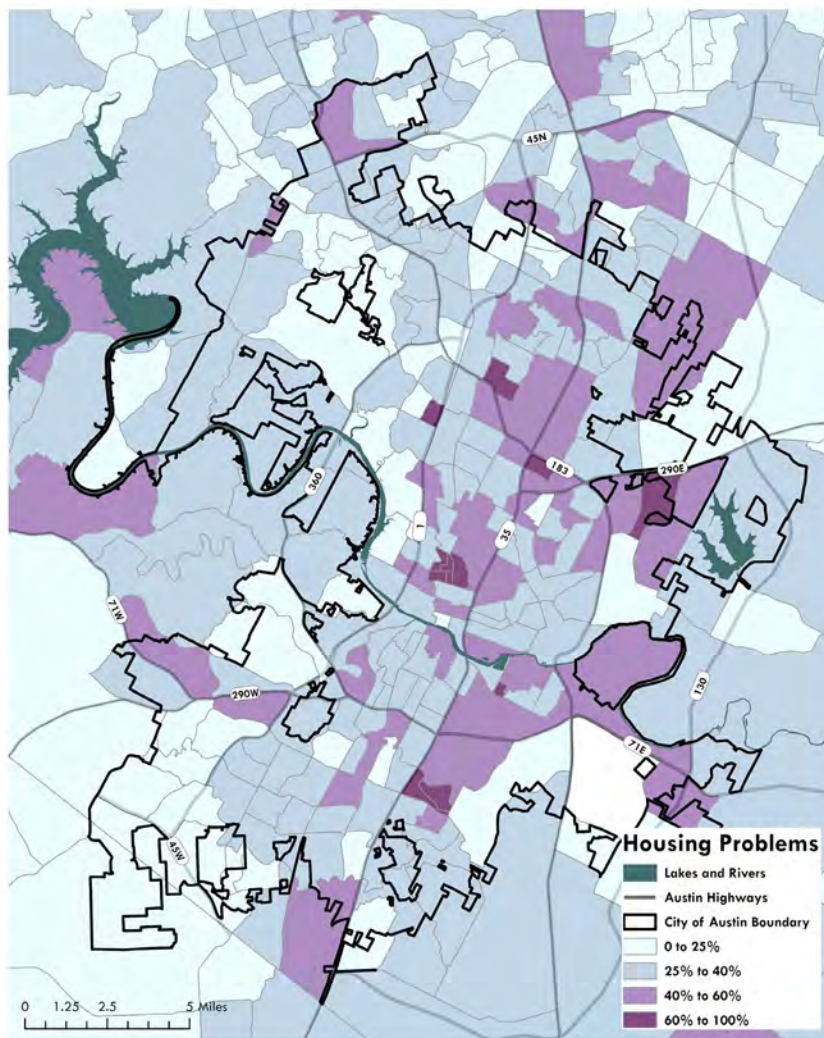 45N
360
183
290E
1
35
71W
130
290W
71E
45W
Housing Problems
Lakes and Rivers
Austin Highways
City of Austin Boundary
0 to 25%
25% to 40%
40% to 60%
60% to 100%
0 1.25 2.5 5 Miles